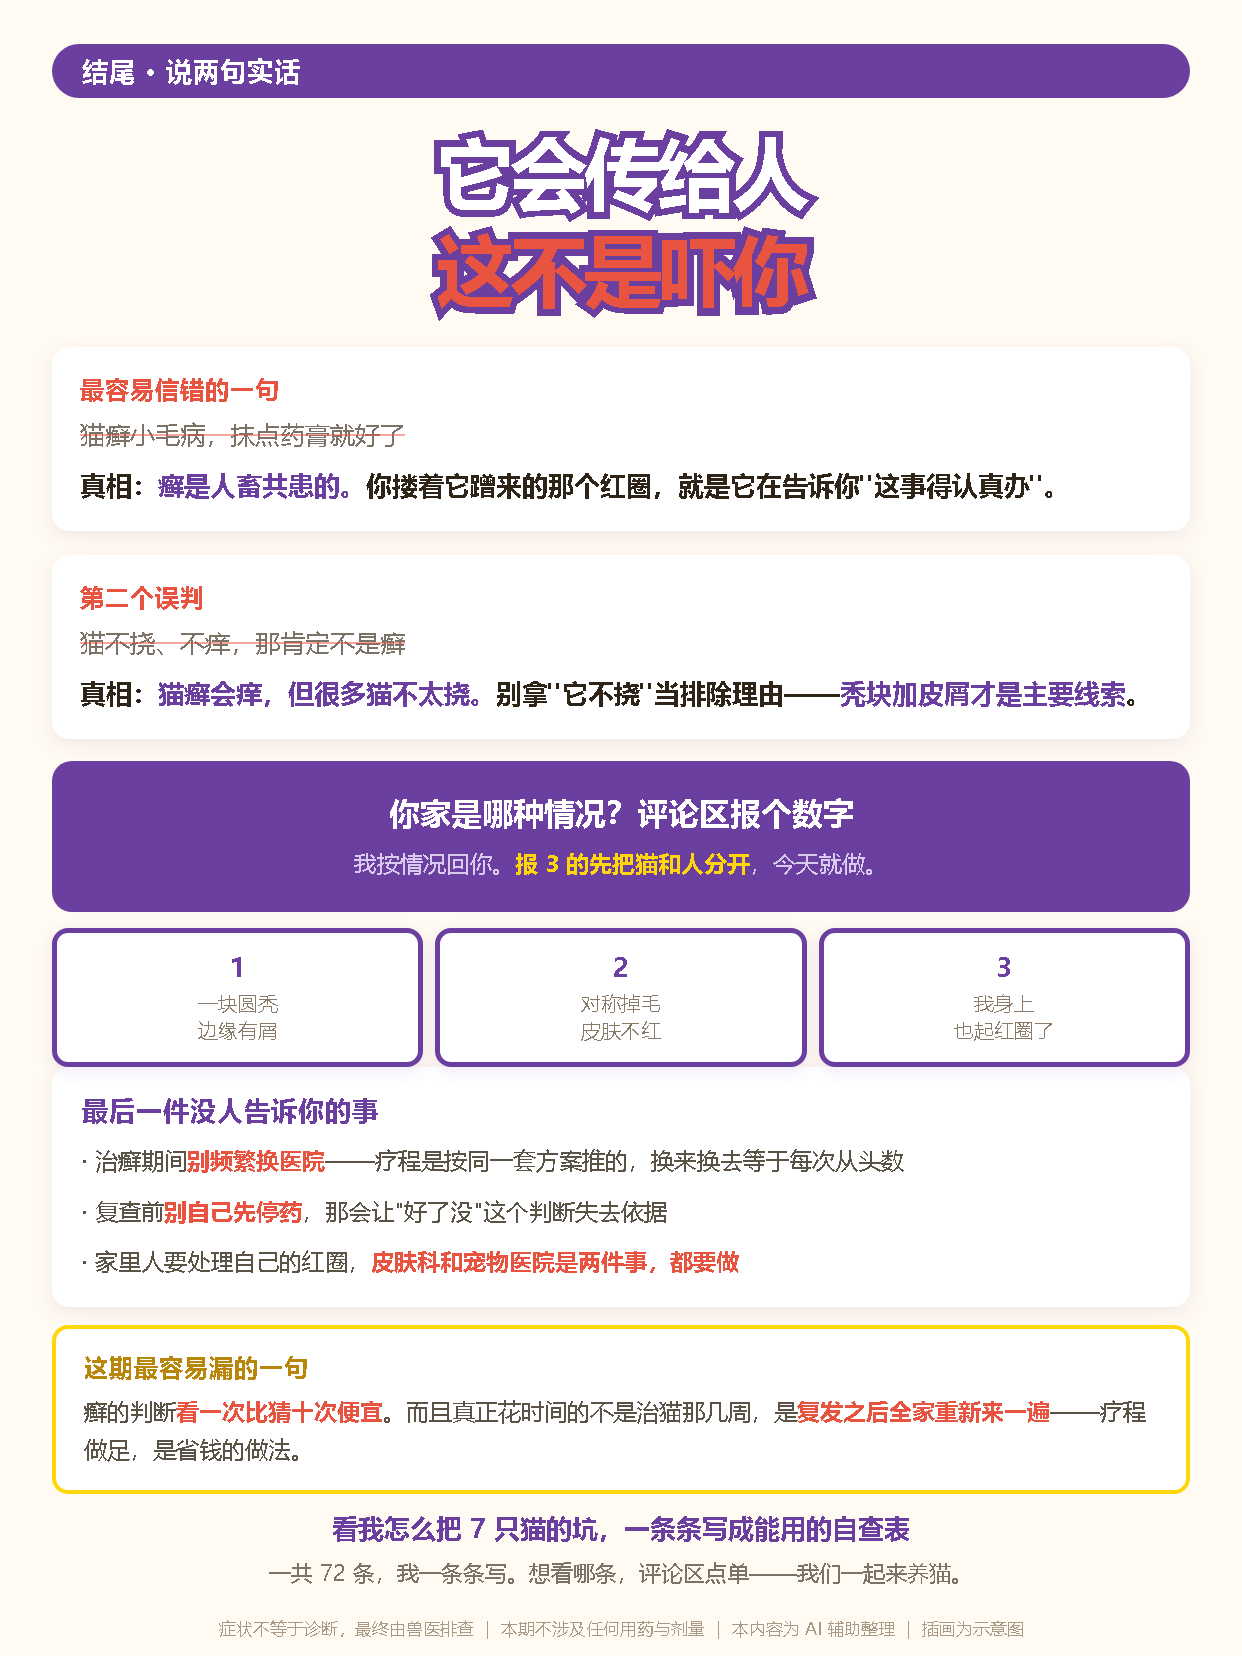 结尾 · 说两句实话
它会传给人
这不是吓你
最容易信错的一句
猫癣小毛病，抹点药膏就好了
真相：癣是人畜共患的。你搂着它蹭来的那个红圈，就是它在告诉你"这事得认真办"。
第二个误判
猫不挠、不痒，那肯定不是癣
真相：猫癣会痒，但很多猫不太挠。别拿"它不挠"当排除理由——秃块加皮屑才是主要线索。
你家是哪种情况？评论区报个数字
我按情况回你。报 3 的先把猫和人分开，今天就做。
1
一块圆秃
边缘有屑
2
对称掉毛
皮肤不红
3
我身上
也起红圈了
最后一件没人告诉你的事
· 治癣期间别频繁换医院——疗程是按同一套方案推的，换来换去等于每次从头数
· 复查前别自己先停药，那会让"好了没"这个判断失去依据
· 家里人要处理自己的红圈，皮肤科和宠物医院是两件事，都要做
这期最容易漏的一句
癣的判断看一次比猜十次便宜。而且真正花时间的不是治猫那几周，是复发之后全家重新来一遍——疗程
做足，是省钱的做法。
看我怎么把 7 只猫的坑，一条条写成能用的自查表
一共 72 条，我一条条写。想看哪条，评论区点单——我们一起来养猫。
症状不等于诊断，最终由兽医排查 ｜ 本期不涉及任何用药与剂量 ｜ 本内容为 AI 辅助整理 ｜ 插画为示意图